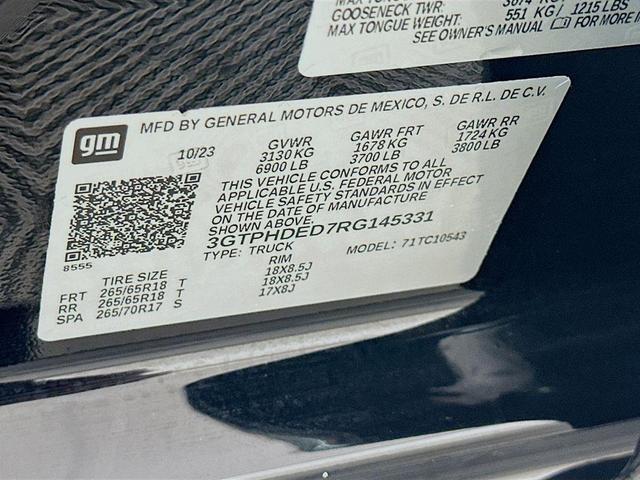 GOOSENECK TWR:
MAX TONGUE WEIGHT: 551 KG / 1215 LBS
SEE OWNER'S MANUAL FOR MORE
gm
MFD BY GENERAL MOTORS DE MEXICO, S. DE R.L. DE C.V.
10/23
GVWR GAWR FRT GAWR RR
3130 KG 1678 KG 1724 KG
6900 LB 3700 LB 3800 LB
THIS VEHICLE CONFORMS TO ALL
APPLICABLE U.S. FEDERAL MOTOR
VEHICLE SAFETY STANDARDS IN EFFECT
ON THE DATE OF MANUFACTURE
SHOWN ABOVE.
3GTPHDED7RG145331
TYPE: TRUCK MODEL: 71TC10543
8555
TIRE SIZE RIM
FRT 265/65R18 T 18X8.5J
RR 265/65R18 T 18X8.5J
SPA 265/70R17 S 17X8J